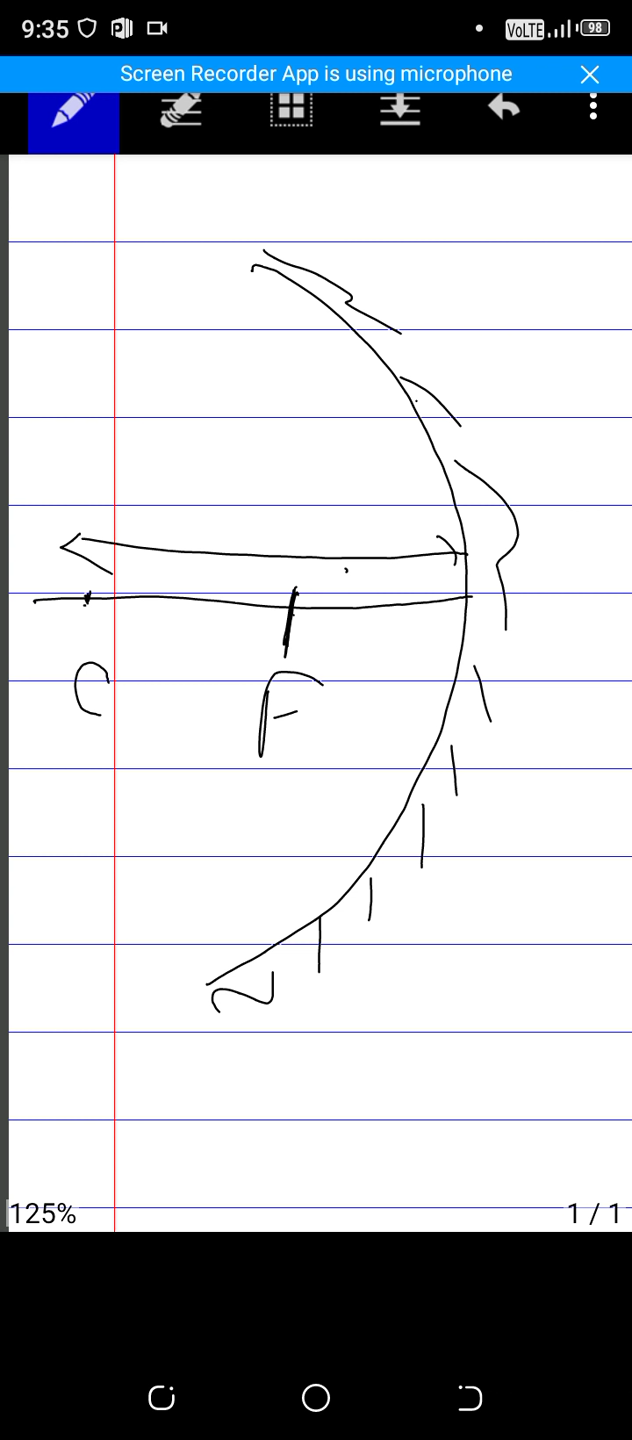 9:35 VoLTE 98
Screen Recorder App is using microphone
C
F
125% 1 / 1